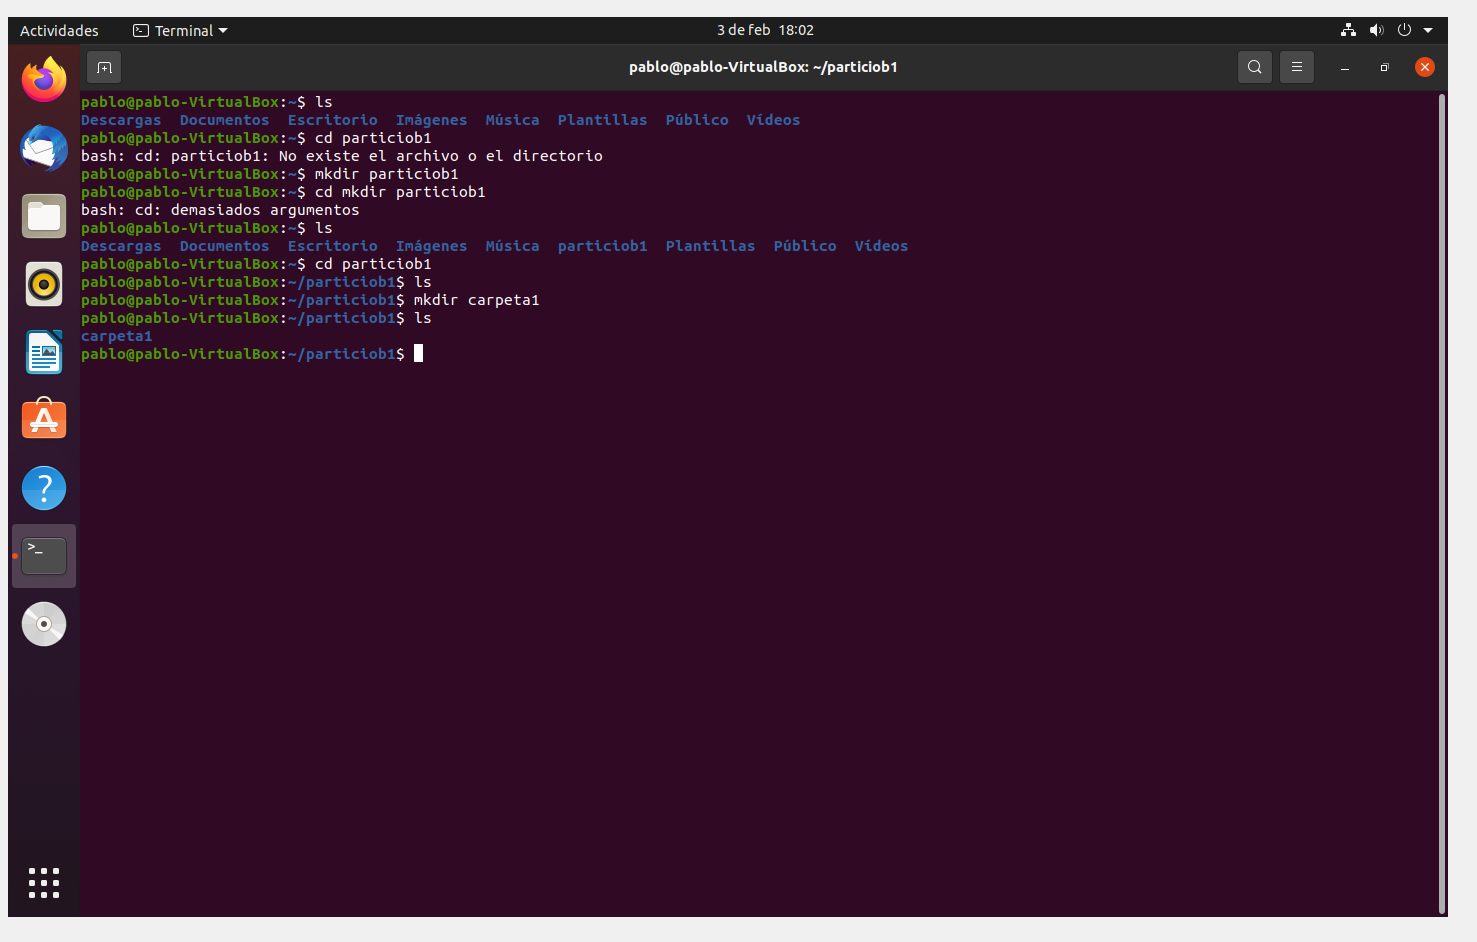 Actividades Terminal 3 de feb 18:02
pablo@pablo-VirtualBox: ~/particiob1
pablo@pablo-VirtualBox:~$ ls
Descargas Documentos Escritorio Imágenes Música Plantillas Público Vídeos
pablo@pablo-VirtualBox:~$ cd particiob1
bash: cd: particiob1: No existe el archivo o el directorio
pablo@pablo-VirtualBox:~$ mkdir particiob1
pablo@pablo-VirtualBox:~$ cd mkdir particiob1
bash: cd: demasiados argumentos
pablo@pablo-VirtualBox:~$ ls
Descargas Documentos Escritorio Imágenes Música particiob1 Plantillas Público Vídeos
pablo@pablo-VirtualBox:~$ cd particiob1
pablo@pablo-VirtualBox:~/particiob1$ ls
pablo@pablo-VirtualBox:~/particiob1$ mkdir carpeta1
pablo@pablo-VirtualBox:~/particiob1$ ls
carpeta1
pablo@pablo-VirtualBox:~/particiob1$